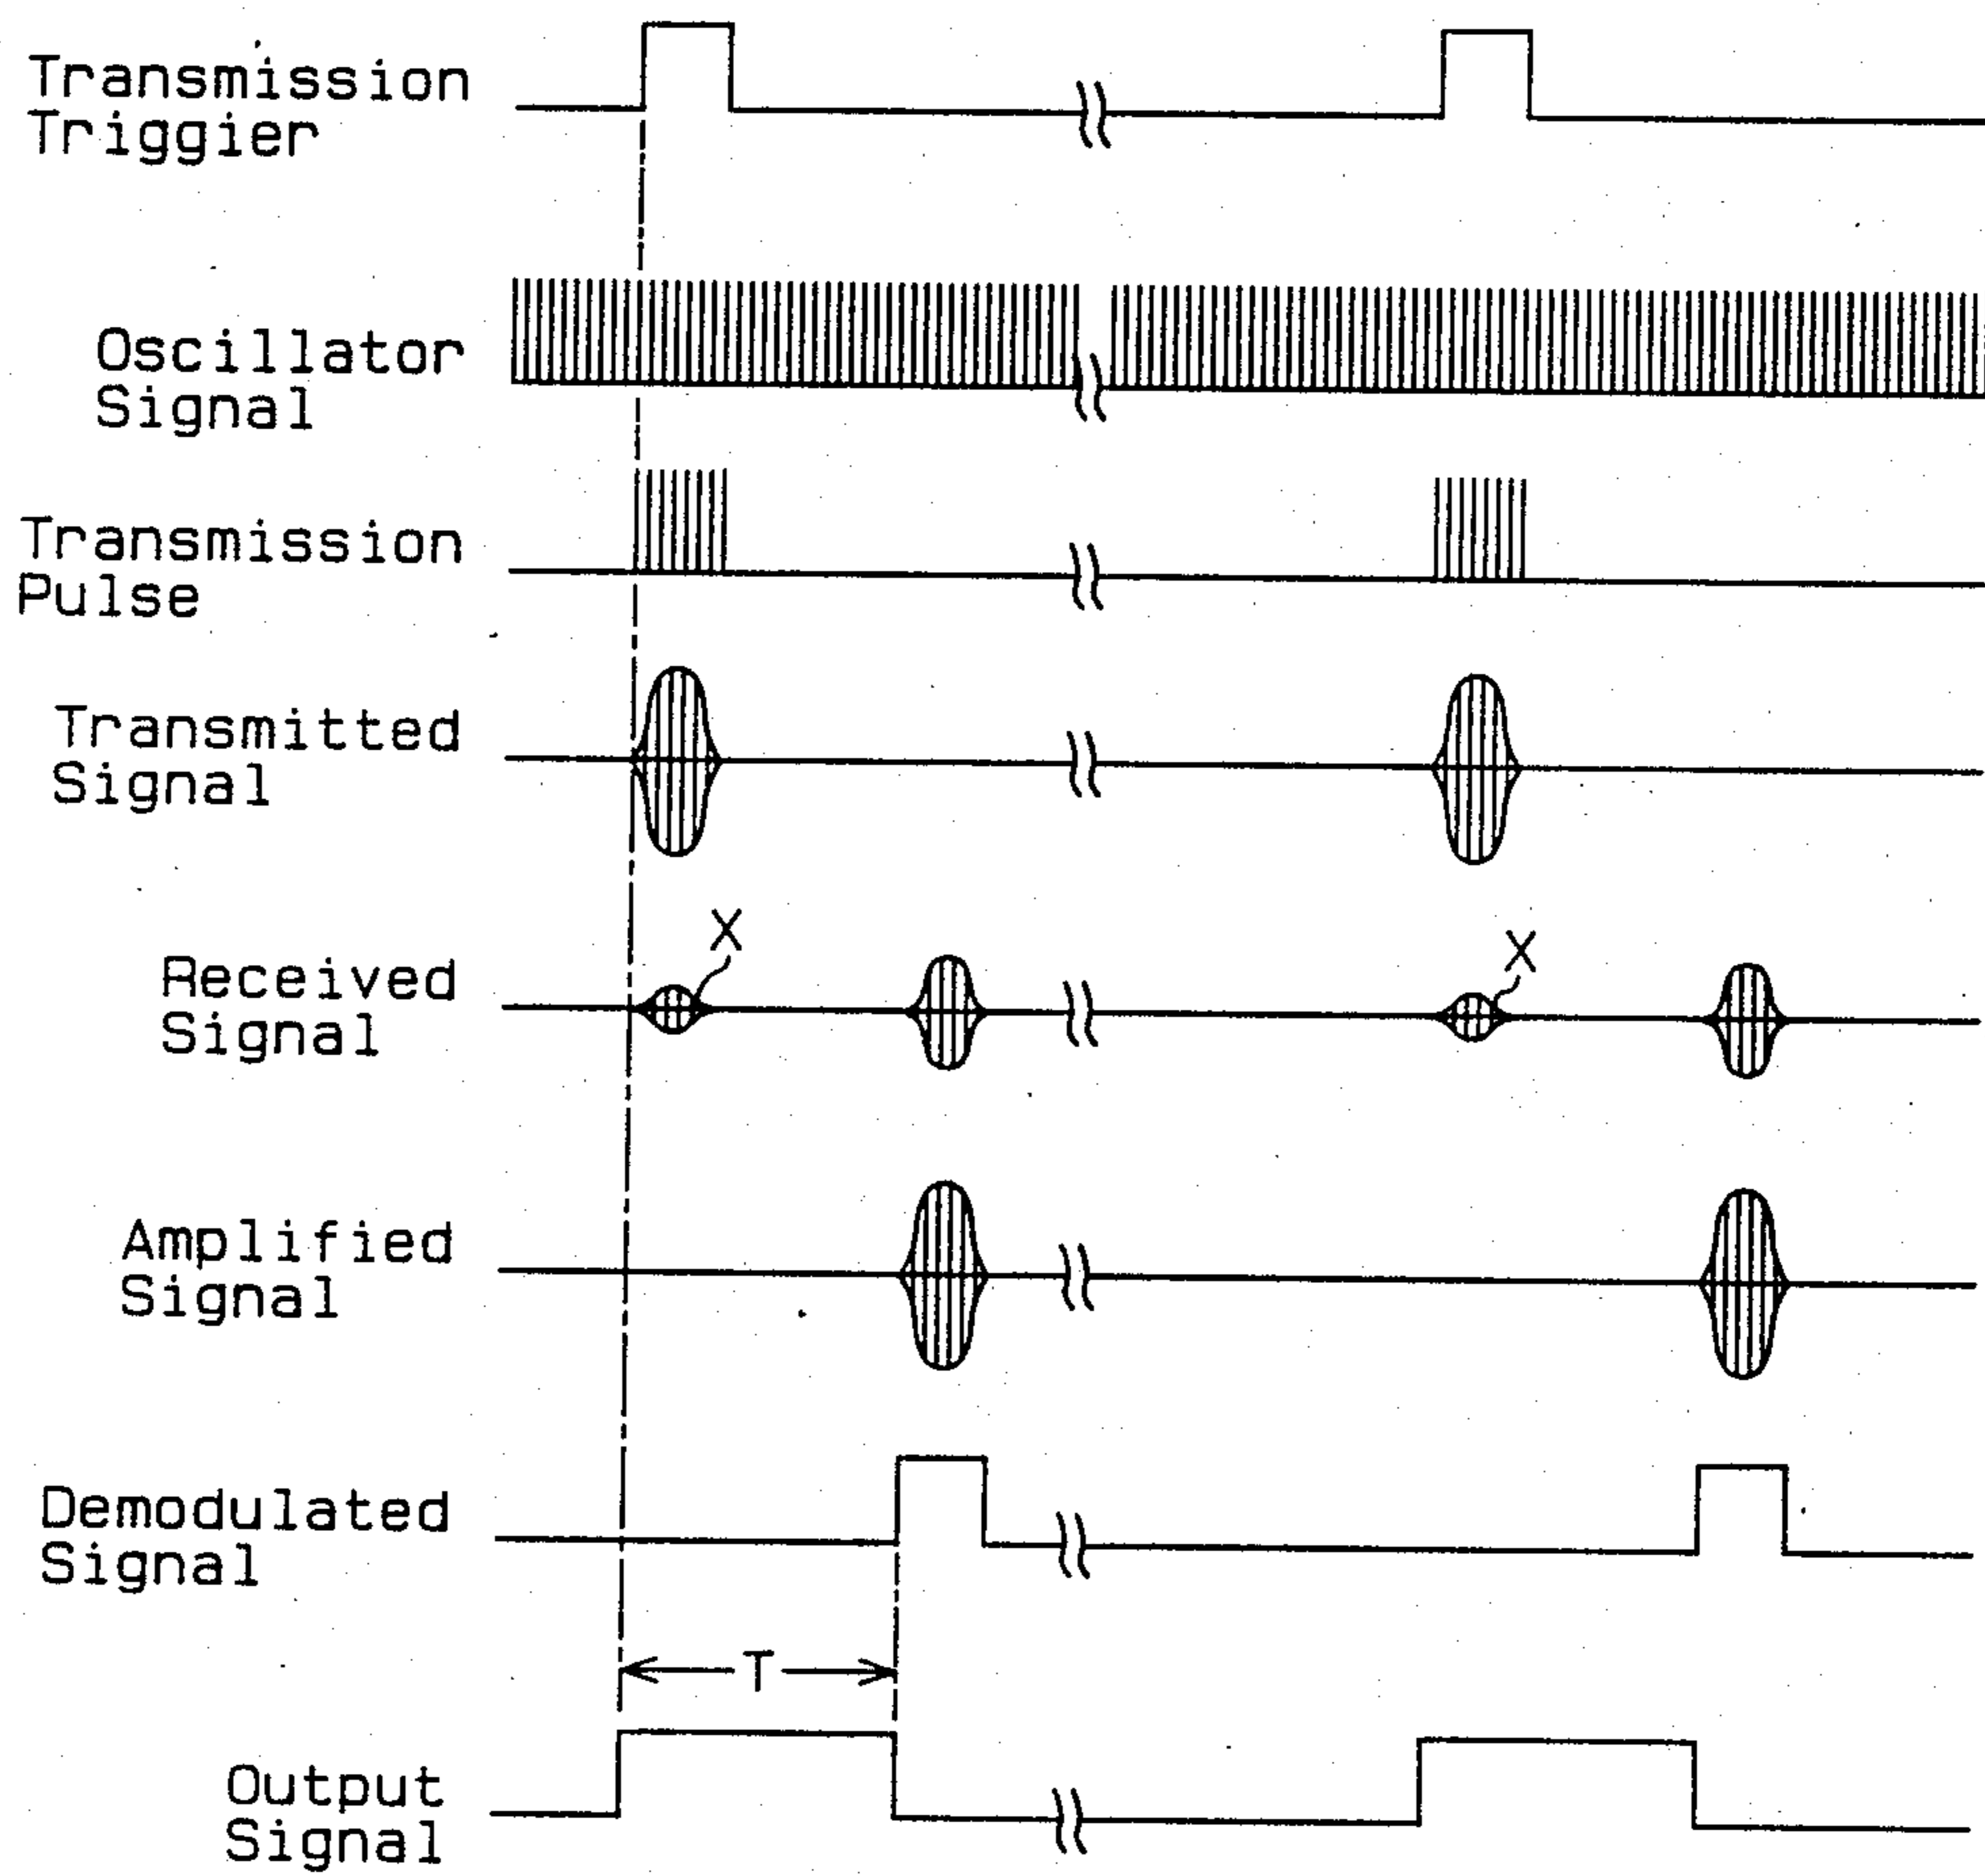 Transmission
Triggier
Oscillator
Signal
Transmission
Pulse
Transmitted
Signal
X
X
Received
Signal
Amplified
Signal
Demodulated
Signal
T
Output
Signal